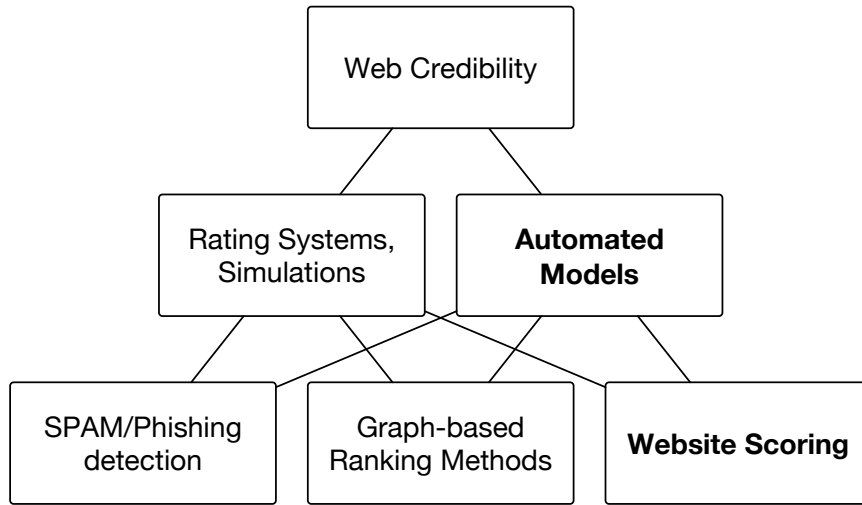 Web Credibility
Rating Systems,
Simulations
Automated
Models
SPAM/Phishing
detection
Graph-based
Ranking Methods
Website Scoring